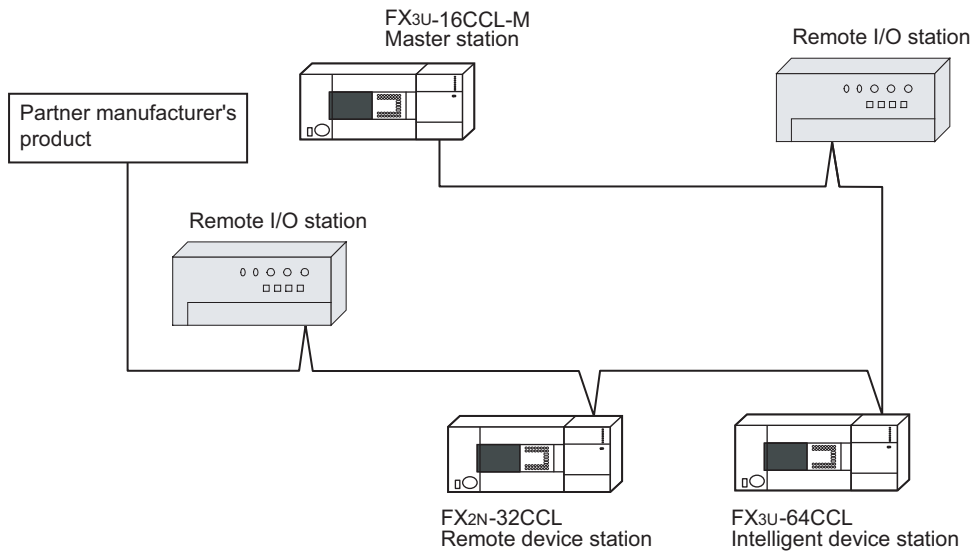 FX3U-16CCL-M
Master station
Remote I/O station
Partner manufacturer's
product
Remote I/O station
FX2N-32CCL
Remote device station
FX3U-64CCL
Intelligent device station